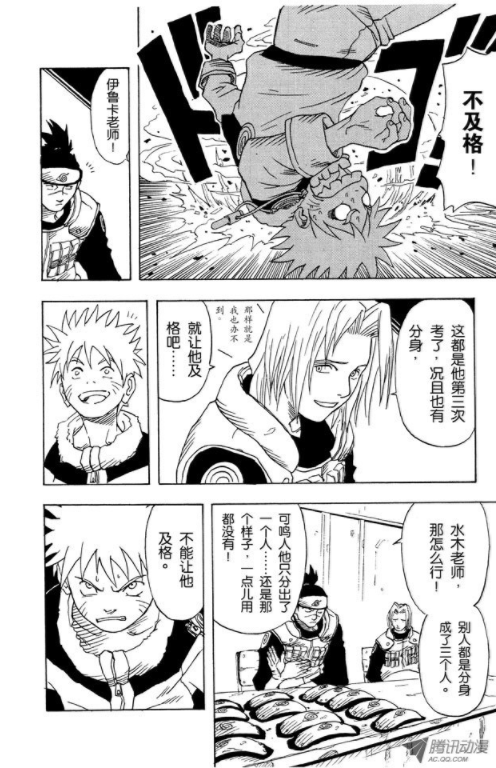 不及格！
伊鲁卡老师！
这都是他第三次
考了，况且也有
分身，
那样就是
我也办不
到。
就让他及
格吧……
水木老师，
那怎么行！
别人都是分身
成了三个人。
可鸣人他只分出了
一个人……还是那
个样子，一点儿用
都没有！
不能让他
及格。
腾讯动漫
AC.QQ.COM